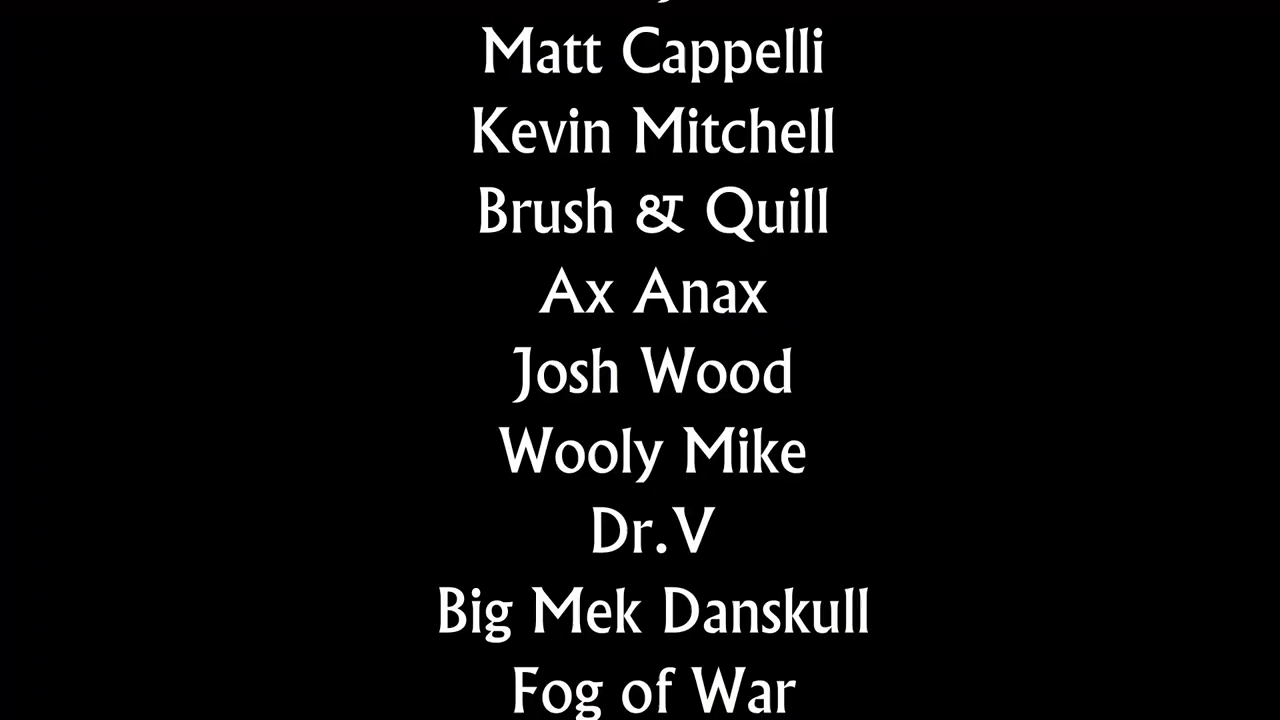 Matt Cappelli
Kevin Mitchell
Brush & Quill
Ax Anax
Josh Wood
Wooly Mike
Dr.V
Big Mek Danskull
Fog of War